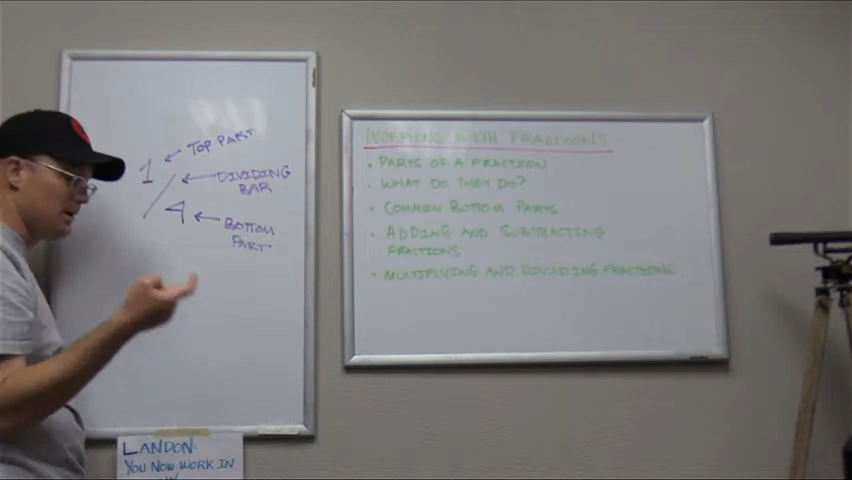 1 ← TOP PART
/ ← DIVIDING
BAR
4 ← BOTTOM
PART
WORKING WITH FRACTIONS
• PARTS OF A FRACTION
• WHAT DO THEY DO?
• COMMON BOTTOM PARTS
• ADDING AND SUBTRACTING
FRACTIONS
• MULTIPLYING AND DIVIDING FRACTIONS
LANDON:
YOU NOW WORK IN